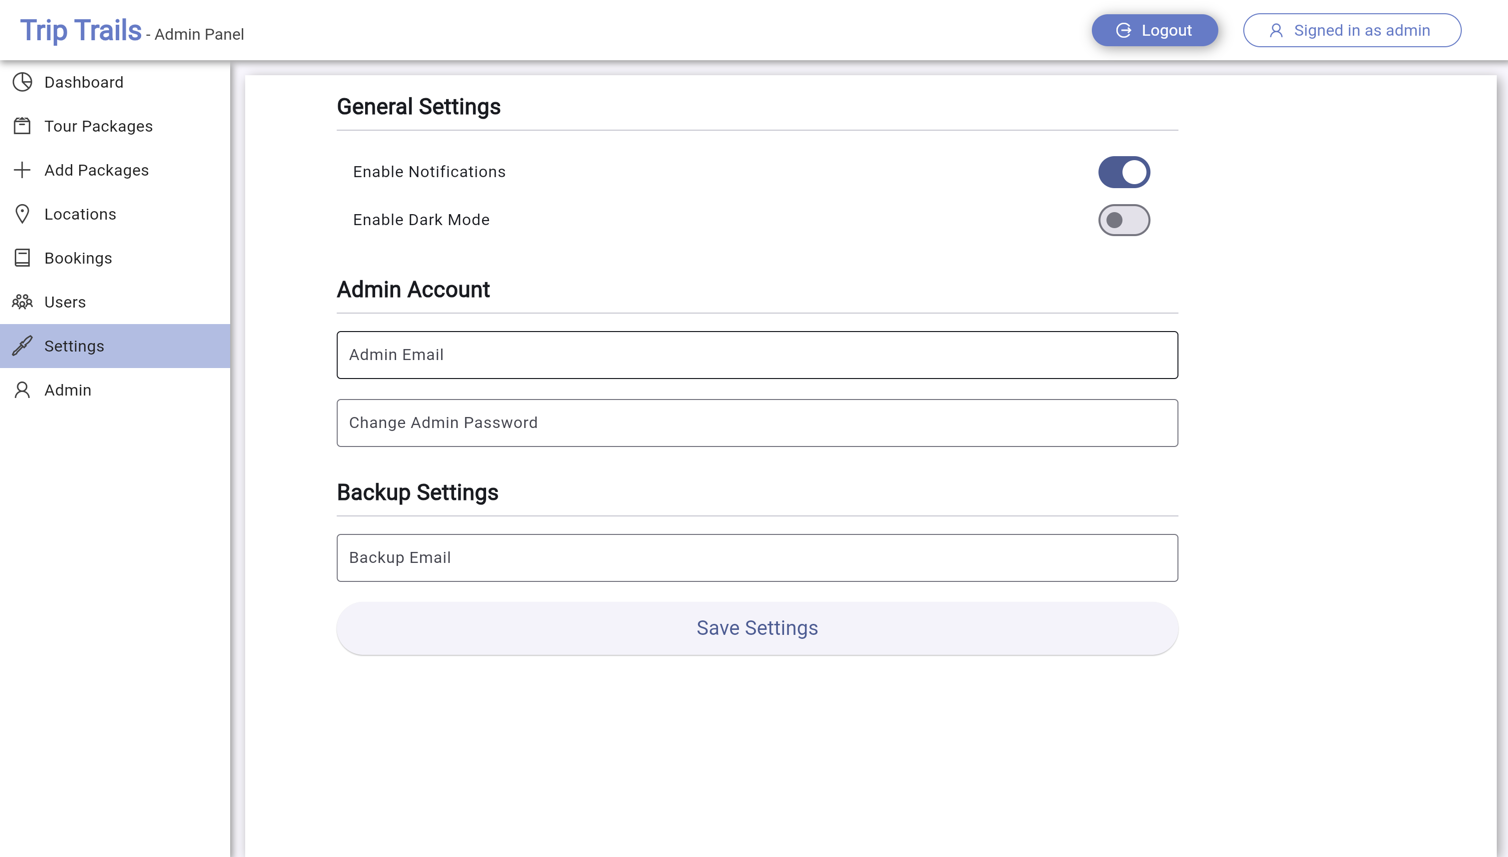 Trip Trails - Admin Panel
Logout
Signed in as admin
Dashboard
Tour Packages
Add Packages
Locations
Bookings
Users
Settings
Admin
General Settings
Enable Notifications
Enable Dark Mode
Admin Account
Admin Email
Change Admin Password
Backup Settings
Backup Email
Save Settings